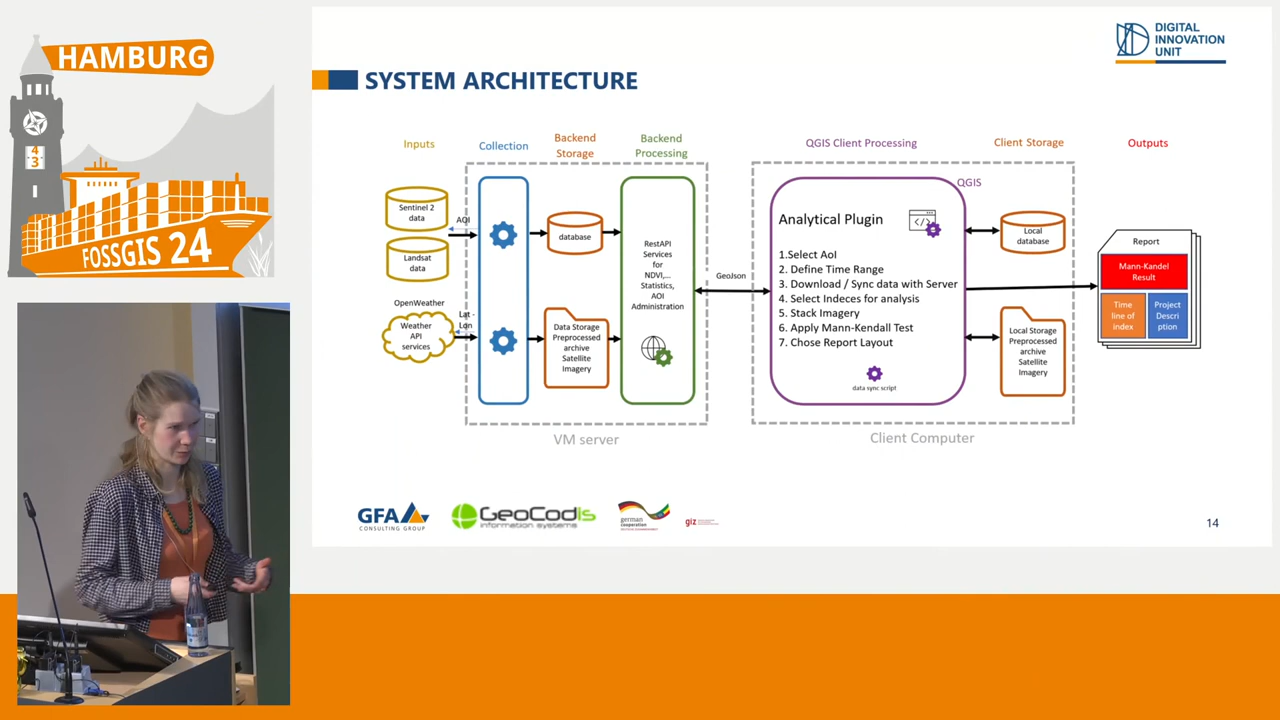 HAMBURG
4
3
FOSSGIS 24
DIGITAL
INNOVATION
UNIT
SYSTEM ARCHITECTURE
Inputs
Collection
Backend
Storage
Backend
Processing
QGIS Client Processing
Client Storage
Outputs
Sentinel 2
data
Landsat
data
AOI
OpenWeather
Weather
API
services
Lat -
Lon
database
Data Storage
Preprocessed
archive
Satellite
Imagery
RestAPI
Services
for
NDVI,...
Statistics,
AOI
Administration
GeoJson
QGIS
Analytical Plugin
1.Select AoI
2. Define Time Range
3. Download / Sync data with Server
4. Select Indeces for analysis
5. Stack Imagery
6. Apply Mann-Kendall Test
7. Chose Report Layout
data sync script
Local
database
Local Storage
Preprocessed
archive
Satellite
Imagery
Report
Mann-Kandel
Result
Time
line of
index
Project
Descri
ption
VM server
Client Computer
GFA
CONSULTING GROUP
GeoCodis
information systems
german
cooperation
giz
14